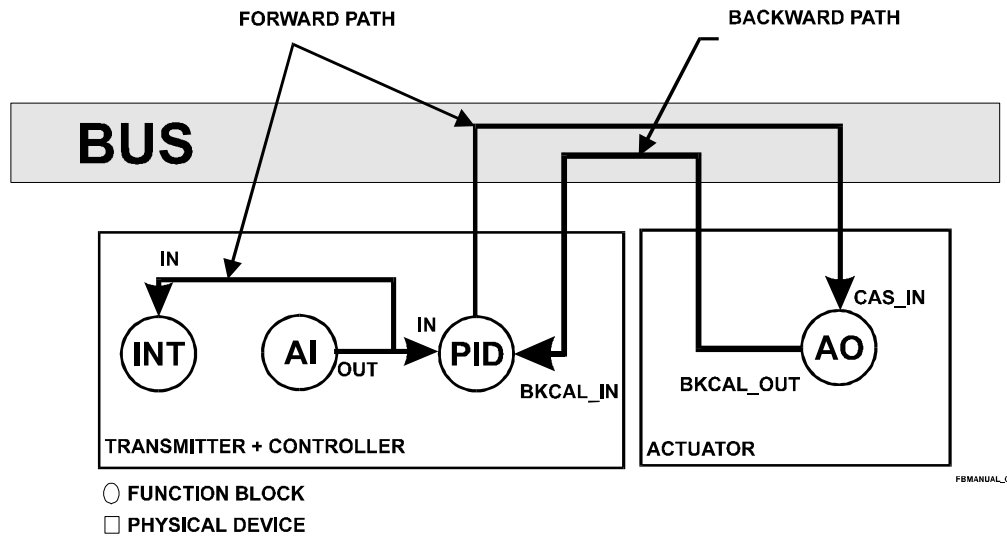 FORWARD PATH
BACKWARD PATH
BUS
IN
CAS_IN
IN
INT
AI
OUT
PID
AO
BKCAL_IN
BKCAL_OUT
TRANSMITTER + CONTROLLER
ACTUATOR
FUNCTION BLOCK
PHYSICAL DEVICE